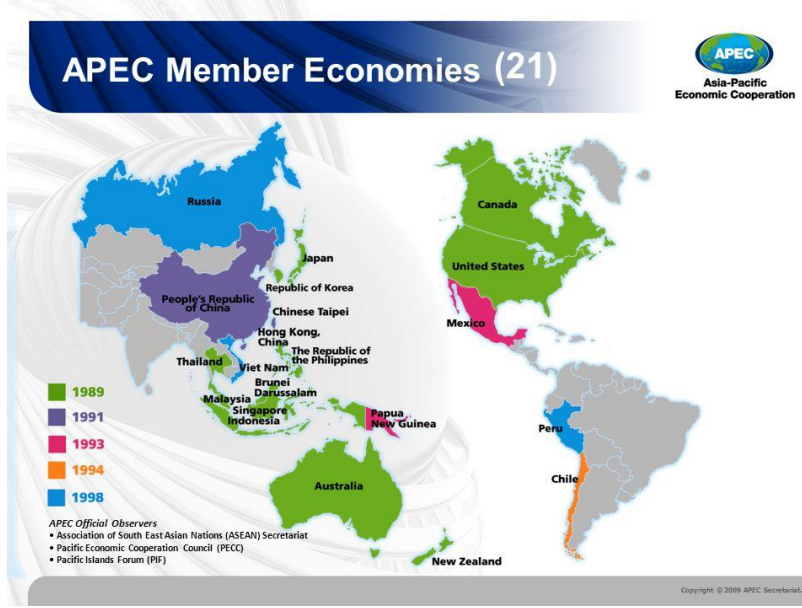 APEC Member Economies (21)
APEC
Asia-Pacific
Economic Cooperation
Russia
Canada
Japan
United States
Republic of Korea
People's Republic
of China
Chinese Taipei
Mexico
Hong Kong,
China
The Republic of
the Philippines
Thailand
Viet Nam
Brunei
Darussalam
Malaysia
Singapore
Indonesia
Papua
New Guinea
Peru
Chile
Australia
New Zealand
1989
1991
1993
1994
1998
APEC Official Observers
• Association of South East Asian Nations (ASEAN) Secretariat
• Pacific Economic Cooperation Council (PECC)
• Pacific Islands Forum (PIF)
Copyright © 2009 APEC Secretariat.